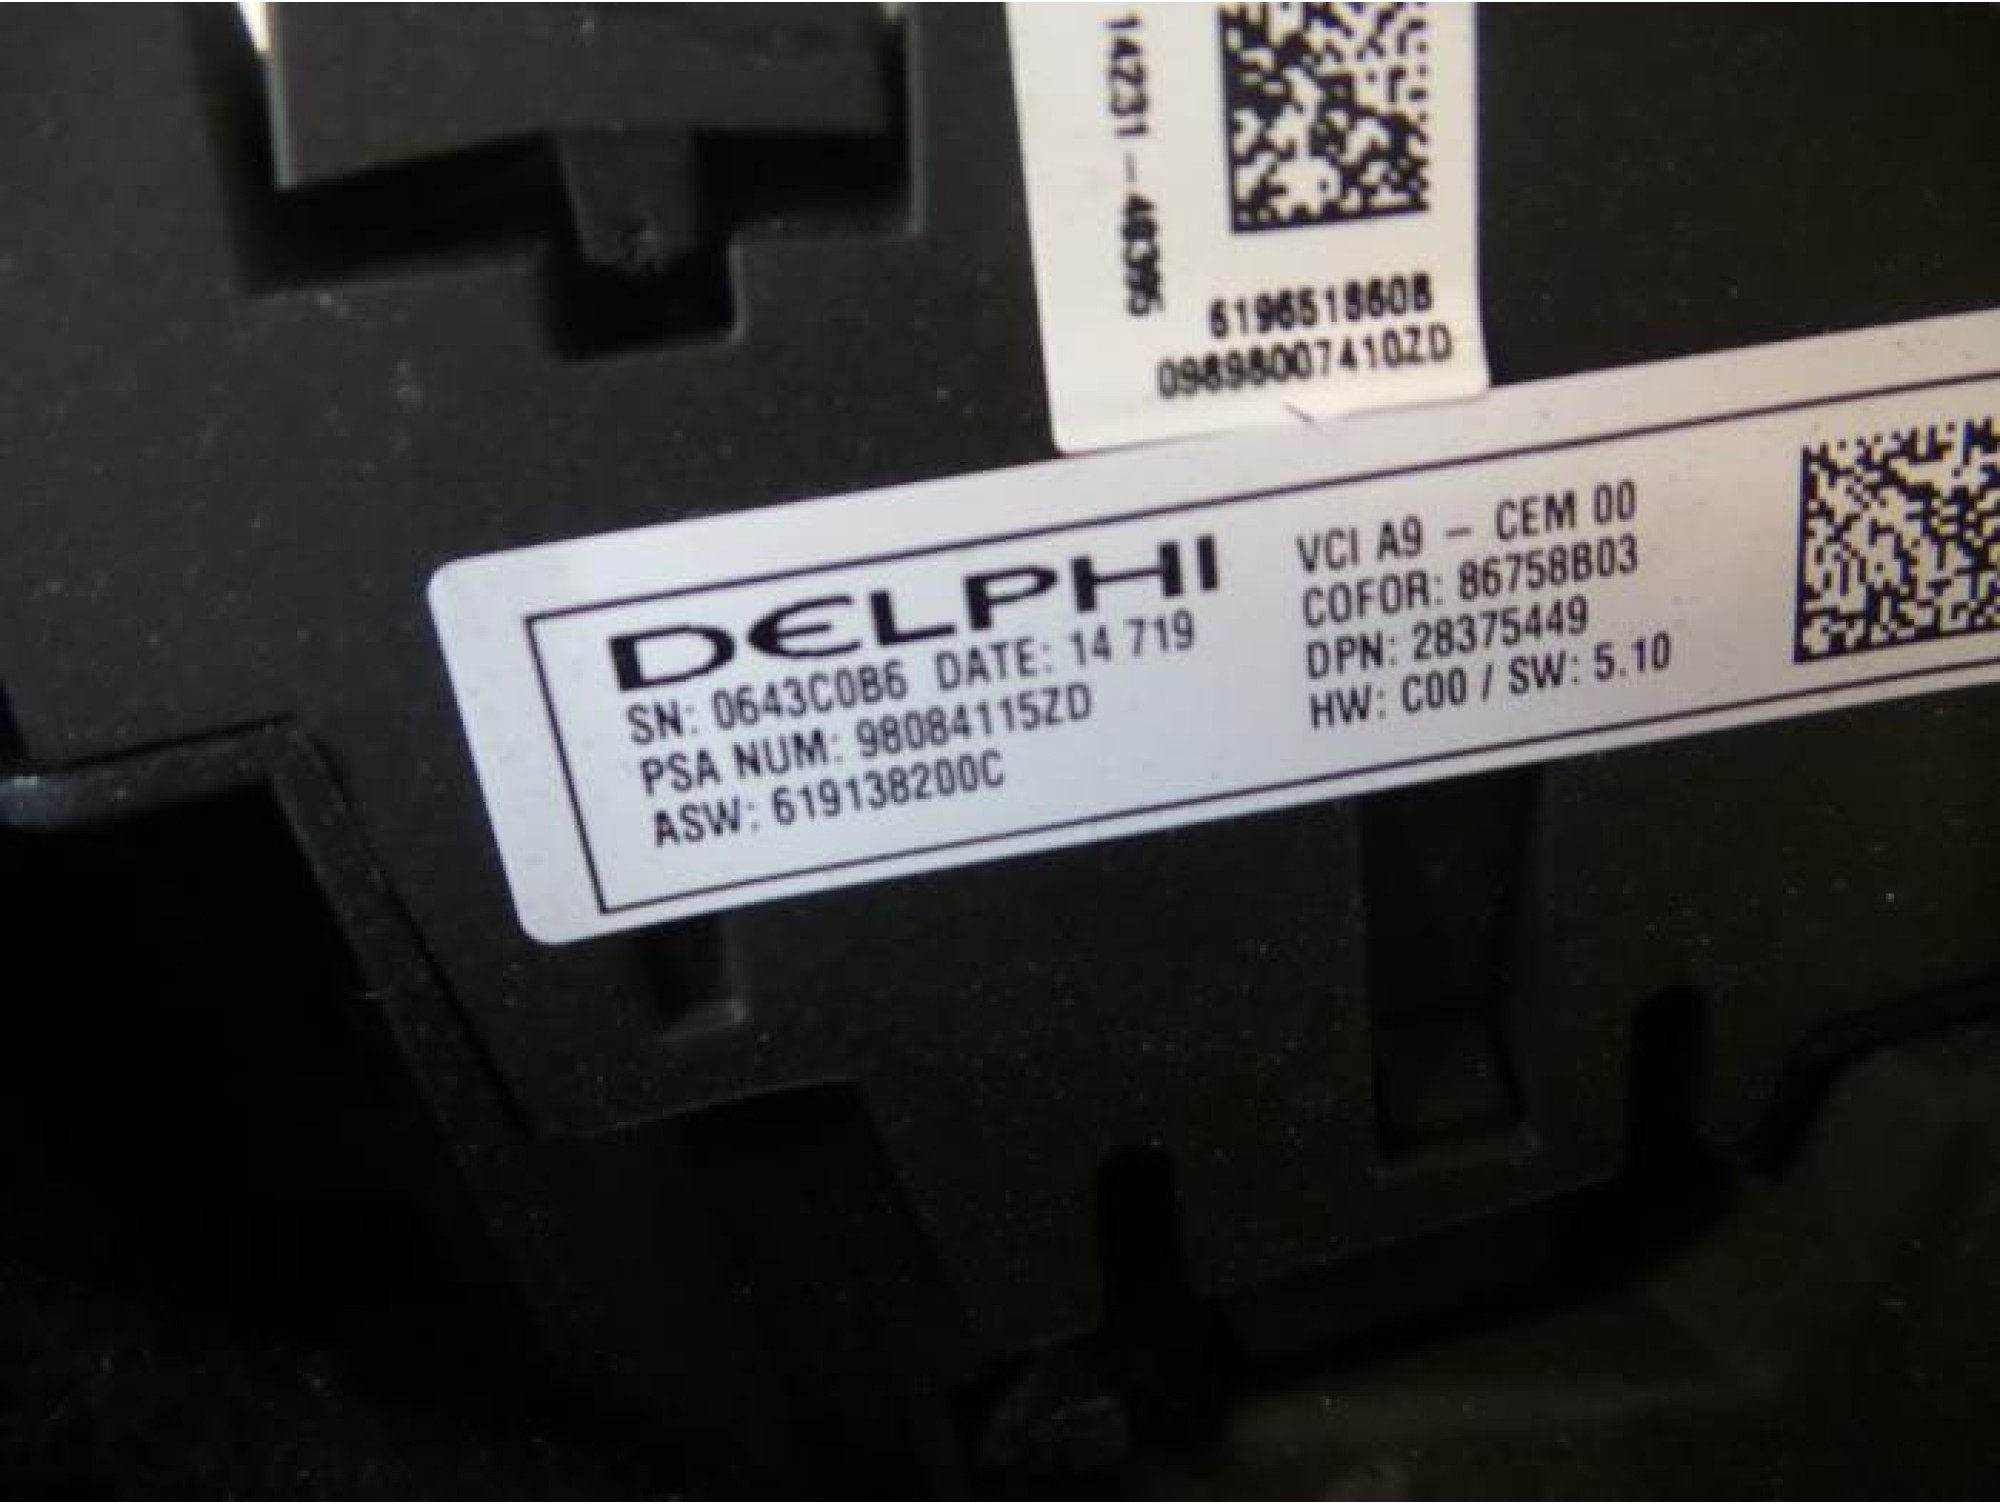 619651860B
09898007410ZD
DELPHI
SN: 0643C0B6 DATE: 14 719
PSA NUM: 98084115ZD
ASW: 619138200C
VCI A9 – CEM 00
COFOR: 86758B03
DPN: 28375449
HW: C00 / SW: 5.10